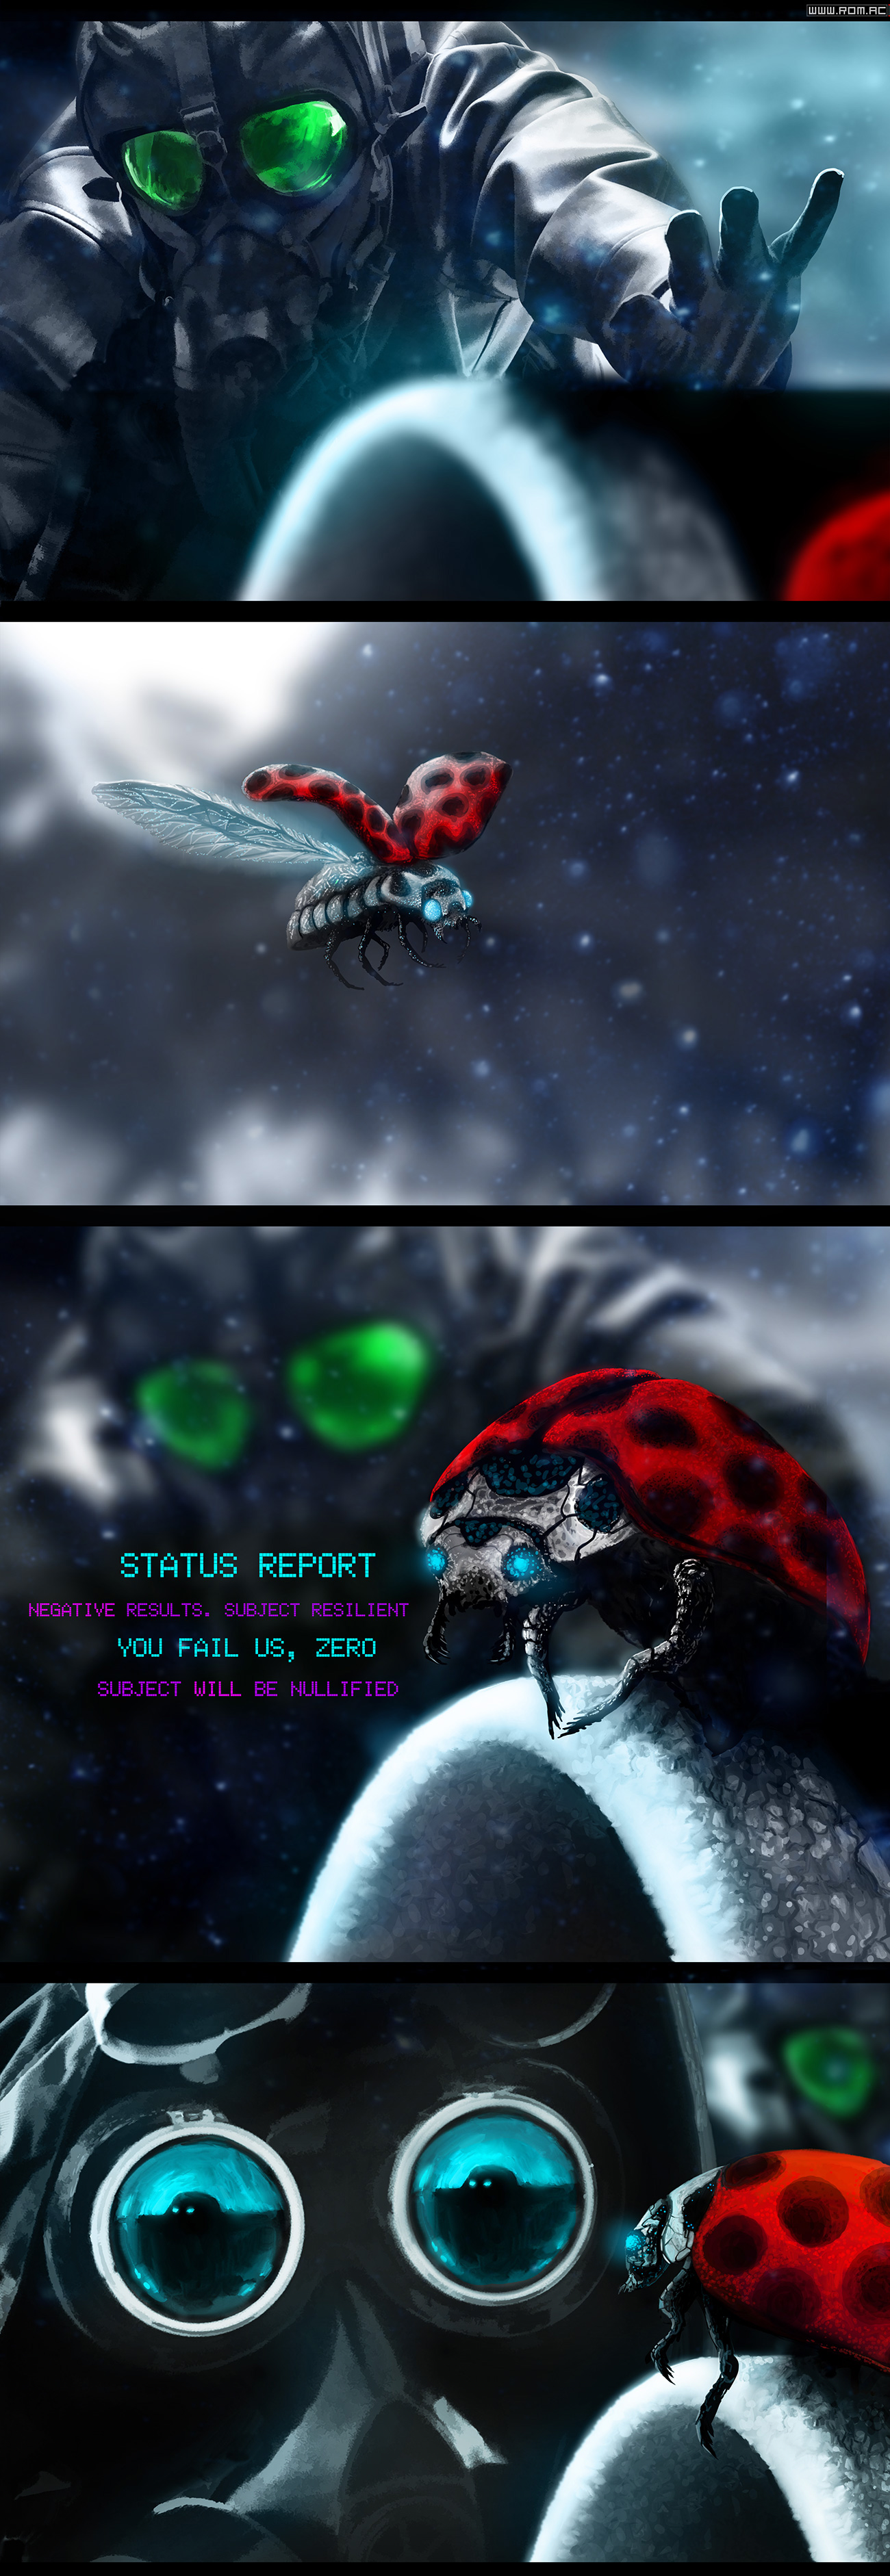 WWW.ROM.AC
STATUS REPORT
NEGATIVE RESULTS. SUBJECT RESILIENT
YOU FAIL US, ZERO
SUBJECT WILL BE NULLIFIED